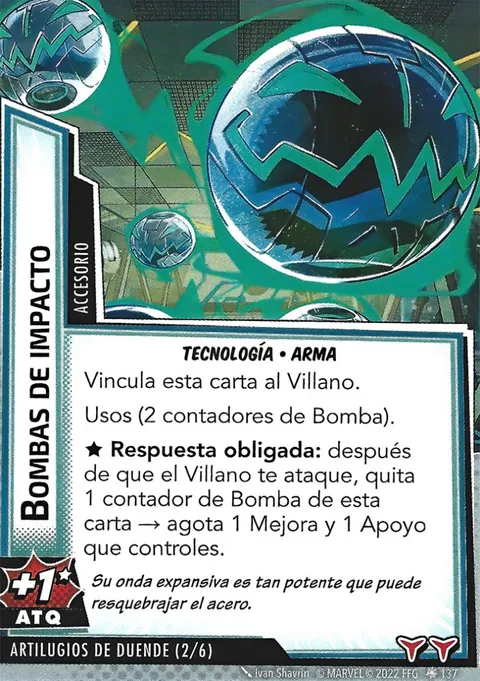 BOMBAS DE IMPACTO
ACCESORIO
TECNOLOGÍA • ARMA
Vincula esta carta al Villano.
Usos (2 contadores de Bomba).
★ Respuesta obligada: después
de que el Villano te ataque, quita
1 contador de Bomba de esta
carta → agota 1 Mejora y 1 Apoyo
que controles.
Su onda expansiva es tan potente que puede
resquebrajar el acero.
+1★
ATQ
ARTILUGIOS DE DUENDE (2/6)
Ivan Shavrin © MARVEL © 2022 FFG 137